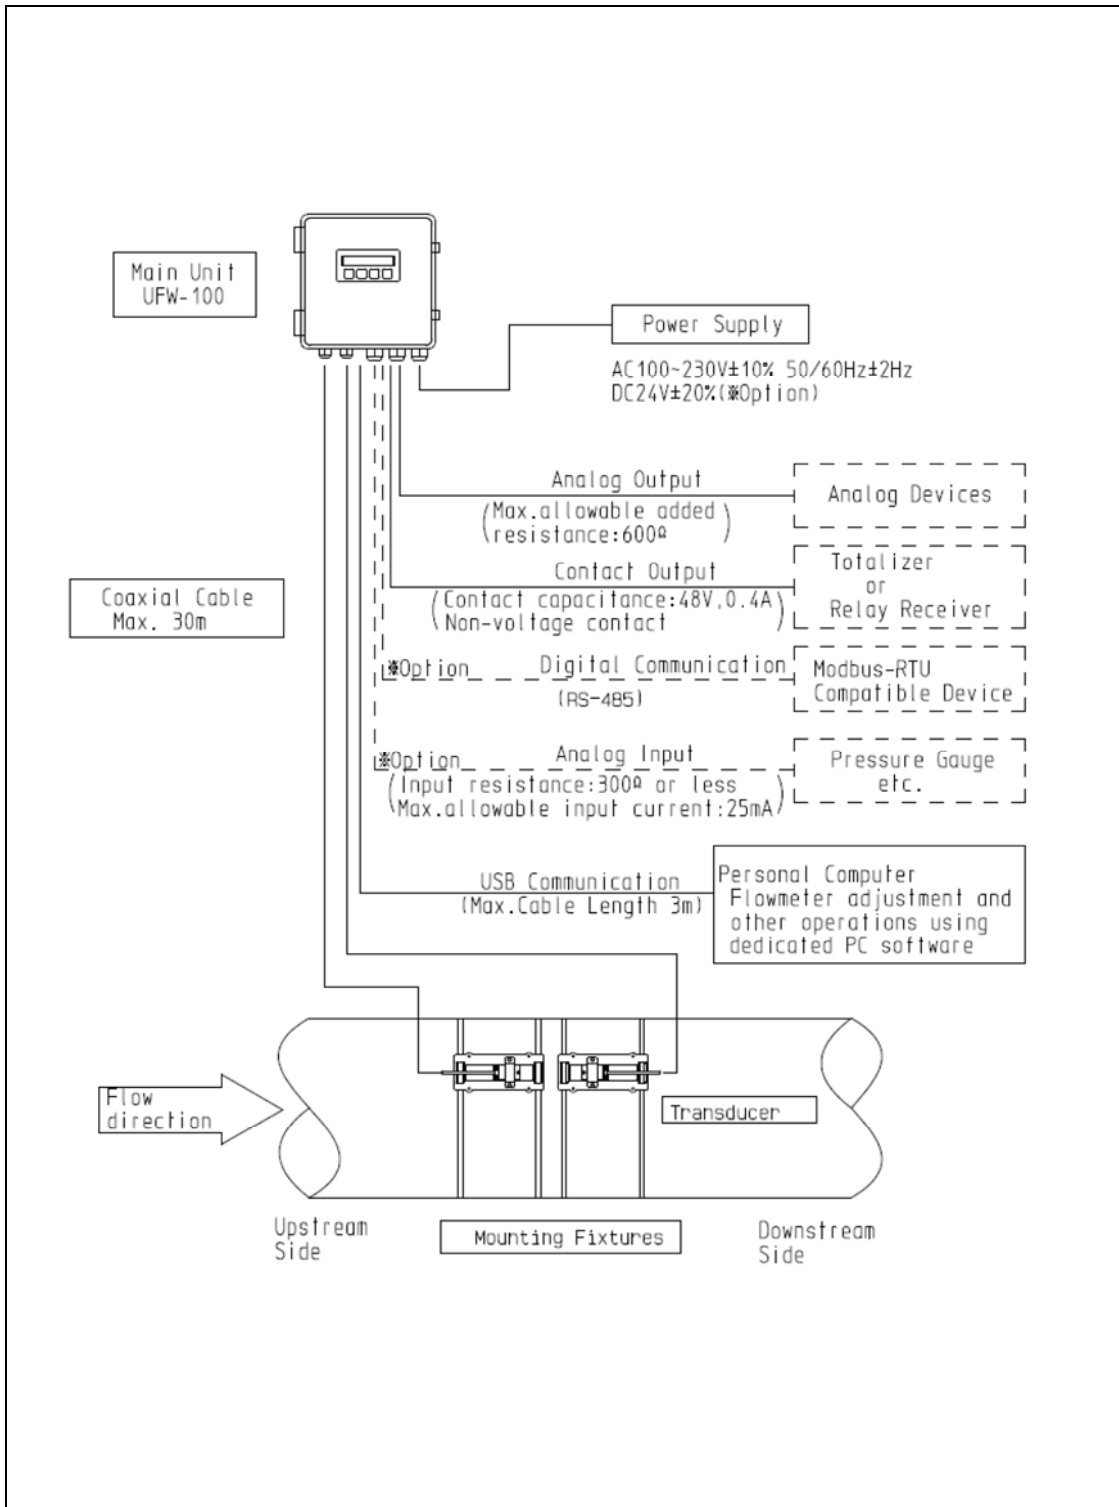 Main Unit
UFW-100
Power Supply
AC100~230V±10% 50/60Hz±2Hz
DC24V±20%(※Option)
Analog Output
(Max.allowable added
resistance:600Ω)
Analog Devices
Contact Output
(Contact capacitance:48V,0.4A
Non-voltage contact)
Totalizer
or
Relay Receiver
Coaxial Cable
Max. 30m
※Option
Digital Communication
(RS-485)
Modbus-RTU
Compatible Device
※Option
Analog Input
(Input resistance:300Ω or less
Max.allowable input current:25mA)
Pressure Gauge
etc.
USB Communication
(Max.Cable Length 3m)
Personal Computer
Flowmeter adjustment and
other operations using
dedicated PC software
Flow
direction
Transducer
Upstream
Side
Mounting Fixtures
Downstream
Side